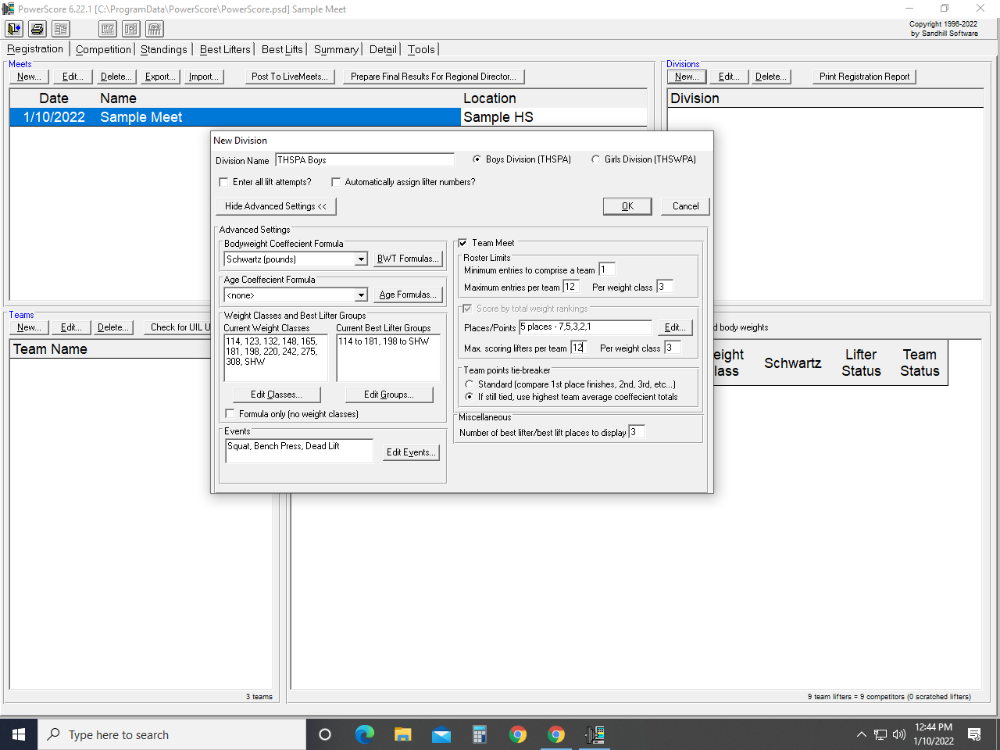 PowerScore 6.22.1 [C:\ProgramData\PowerScore\PowerScore.psd] Sample Meet
Copyright 1996-2022
by Sandhill Software
Registration Competition Standings Best Lifters Best Lifts Summary Detail Tools
Meets
New... Edit... Delete... Export... Import... Post To LiveMeets... Prepare Final Results For Regional Director...
Date Name Location
1/10/2022 Sample Meet Sample HS
Divisions
New... Edit... Delete... Print Registration Report
Division
New Division
Division Name THSPA Boys Boys Division (THSPA) Girls Division (THSWPA)
Enter all lift attempts? Automatically assign lifter numbers?
Hide Advanced Settings << OK Cancel
Advanced Settings
Bodyweight Coeffecient Formula
Schwartz (pounds) BWT Formulas...
Age Coeffecient Formula
<none> Age Formulas...
Weight Classes and Best Lifter Groups
Current Weight Classes Current Best Lifter Groups
114, 123, 132, 148, 165,
181, 198, 220, 242, 275,
308, SHW
114 to 181, 198 to SHW
Edit Classes... Edit Groups...
Formula only (no weight classes)
Events
Squat, Bench Press, Dead Lift Edit Events...
Team Meet
Roster Limits
Minimum entries to comprise a team 1
Maximum entries per team 12 Per weight class 3
Score by total weight rankings
Places/Points 5 places - 7,5,3,2,1 Edit...
Max. scoring lifters per team 12 Per weight class 3
Team points tie-breaker
Standard (compare 1st place finishes, 2nd, 3rd, etc...)
If still tied, use highest team average coeffecient totals
Miscellaneous
Number of best lifter/best lift places to display 3
Teams
New... Edit... Delete... Check for UIL U
Team Name
3 teams
d body weights
eight
lass
Schwartz
Lifter
Status
Team
Status
9 team lifters = 9 competitors (0 scratched lifters)
Type here to search
12:44 PM
1/10/2022